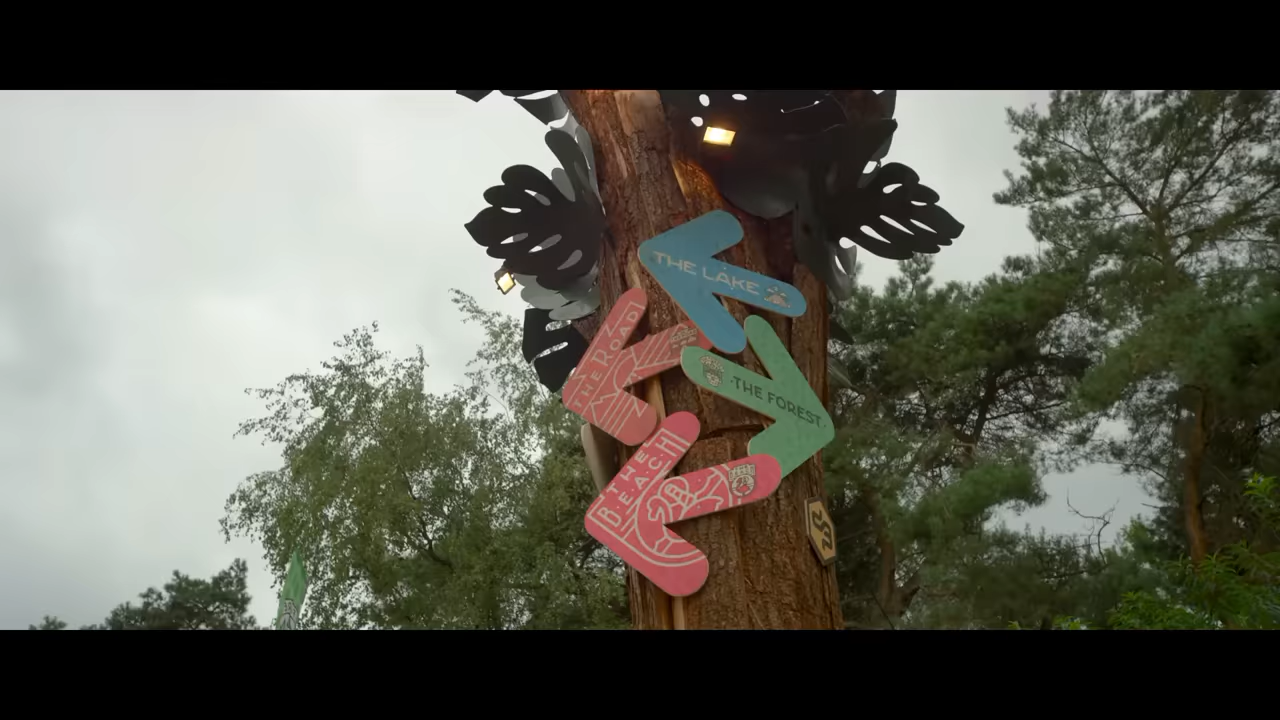 THE LAKE
THE ROAD
·THE FOREST·
THE
BEACH